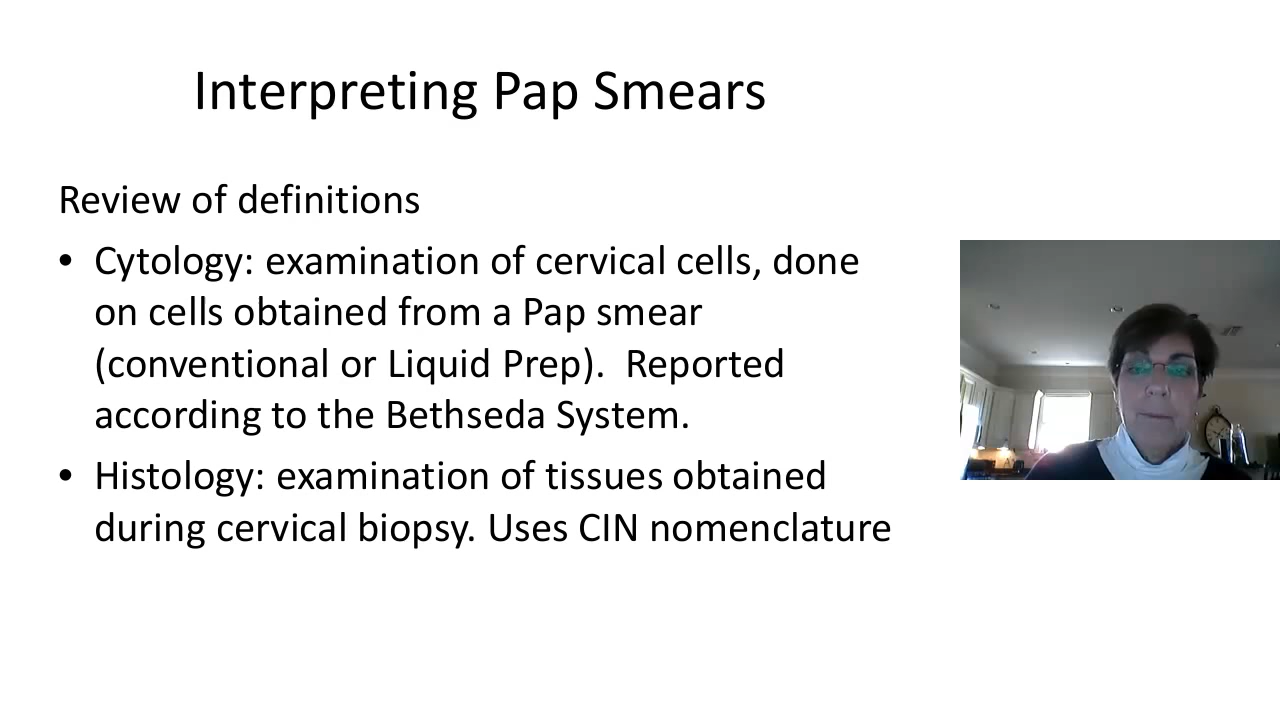 Interpreting Pap Smears
Review of definitions
• Cytology: examination of cervical cells, done
on cells obtained from a Pap smear
(conventional or Liquid Prep).  Reported
according to the Bethseda System.
• Histology: examination of tissues obtained
during cervical biopsy. Uses CIN nomenclature